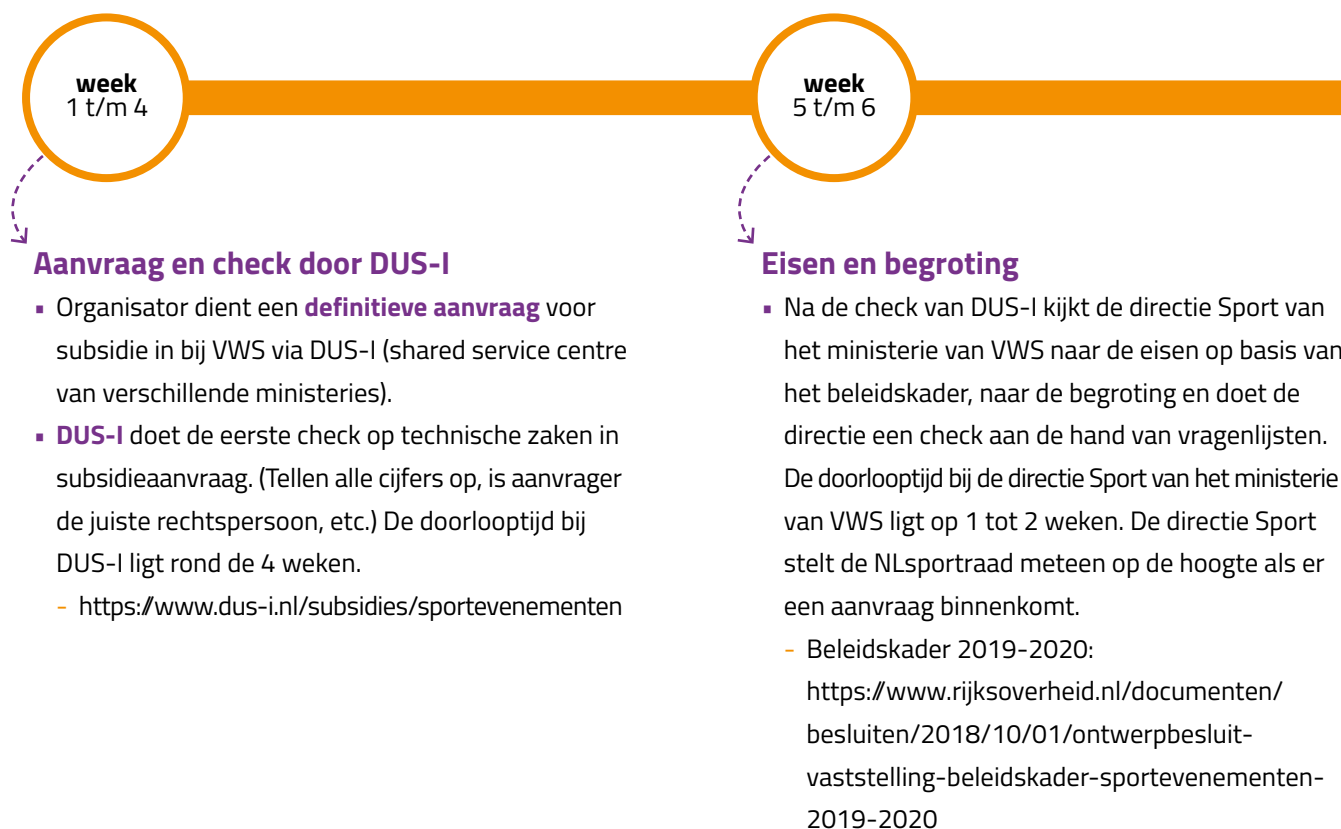 week
1 t/m 4
Aanvraag en check door DUS-I
▪ Organisator dient een definitieve aanvraag voor
subsidie in bij VWS via DUS-I (shared service centre
van verschillende ministeries).
▪ DUS-I doet de eerste check op technische zaken in
subsidieaanvraag. (Tellen alle cijfers op, is aanvrager
de juiste rechtspersoon, etc.) De doorlooptijd bij
DUS-I ligt rond de 4 weken.
- https://www.dus-i.nl/subsidies/sportevenementen
week
5 t/m 6
Eisen en begroting
▪ Na de check van DUS-I kijkt de directie Sport van
het ministerie van VWS naar de eisen op basis van
het beleidskader, naar de begroting en doet de
directie een check aan de hand van vragenlijsten.
De doorlooptijd bij de directie Sport van het ministerie
van VWS ligt op 1 tot 2 weken. De directie Sport
stelt de NLsportraad meteen op de hoogte als er
een aanvraag binnenkomt.
- Beleidskader 2019-2020:
https://www.rijksoverheid.nl/documenten/
besluiten/2018/10/01/ontwerpbesluit-
vaststelling-beleidskader-sportevenementen-
2019-2020